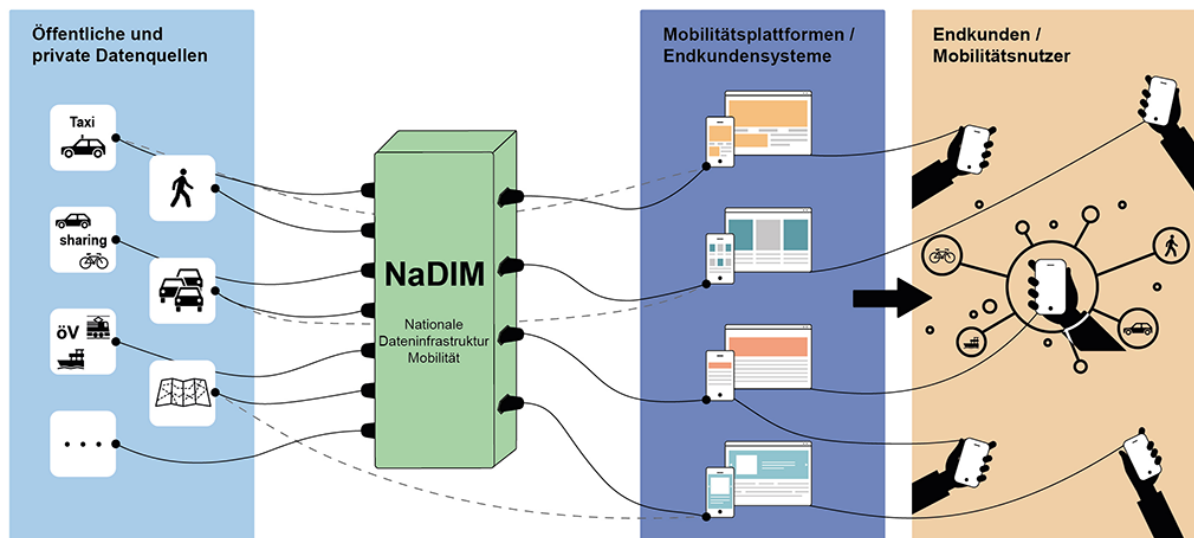 Öffentliche und
private Datenquellen
Taxi
sharing
öV
...
NaDIM
Nationale
Dateninfrastruktur
Mobilität
Mobilitätsplattformen /
Endkundensysteme
Endkunden /
Mobilitätsnutzer